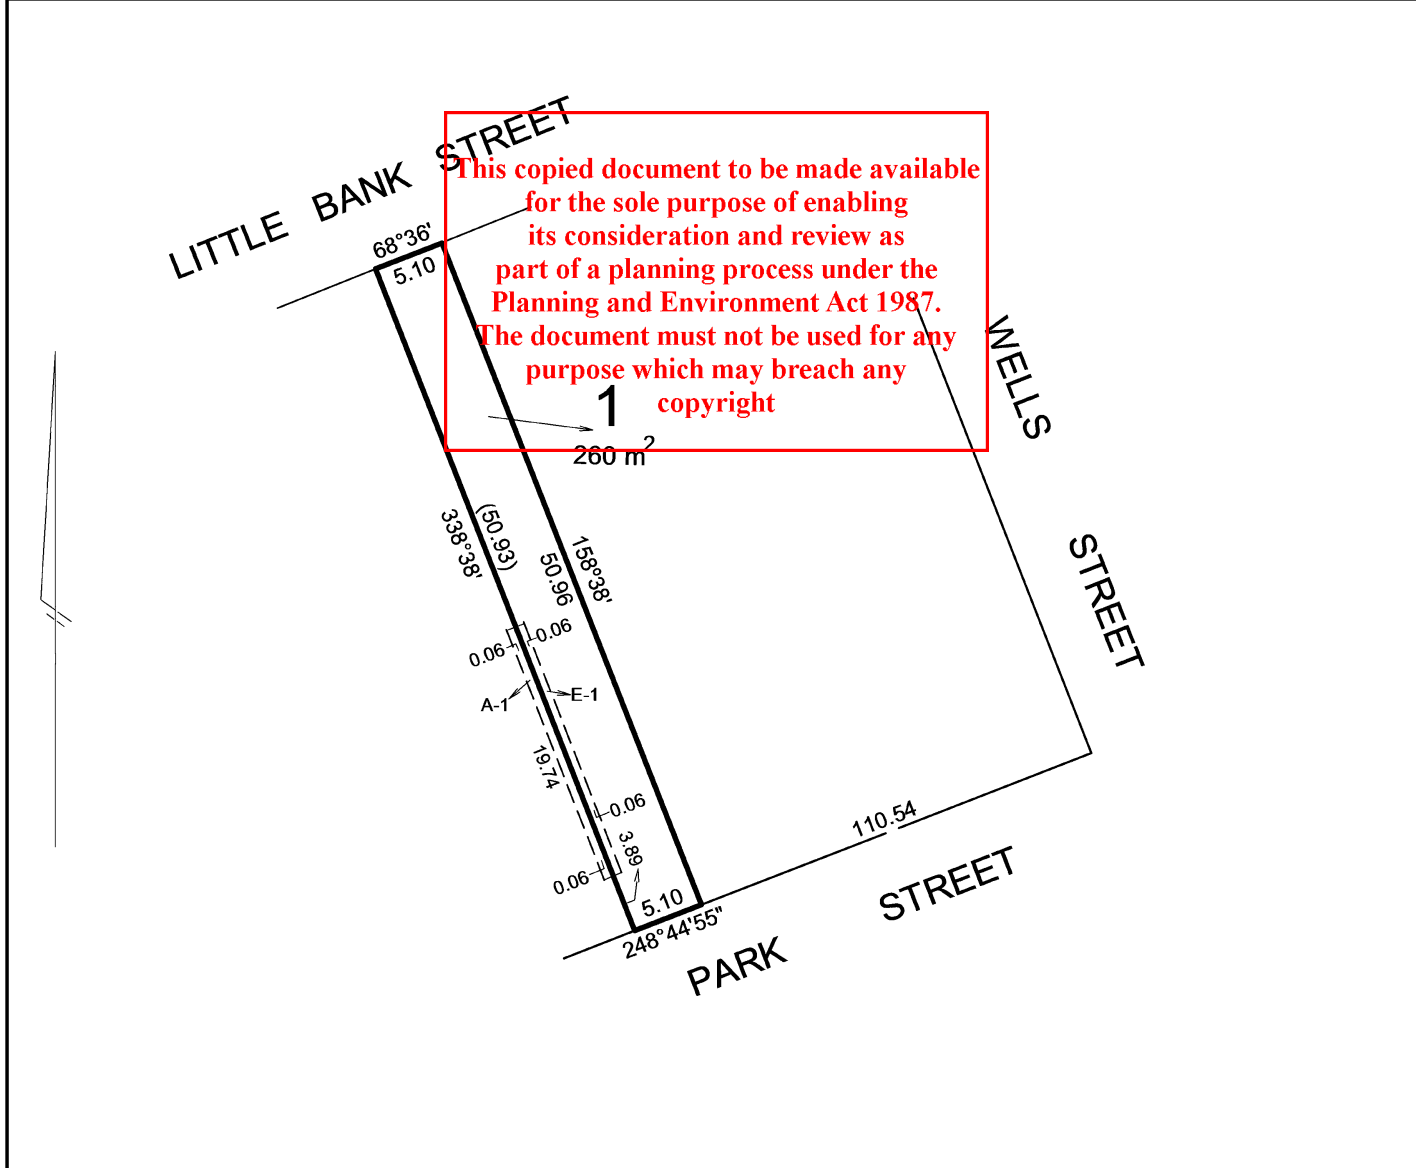 LITTLE BANK STREET
This copied document to be made available
for the sole purpose of enabling
its consideration and review as
part of a planning process under the
Planning and Environment Act 1987.
The document must not be used for any
purpose which may breach any
copyright
68°36'
5.10
WELLS STREET
1
260 m²
338°38'
(50.93)
50.96
158°38'
0.06
0.06
A-1
E-1
19.74
0.06
3.89
0.06
5.10
248°44'55"
110.54
PARK STREET